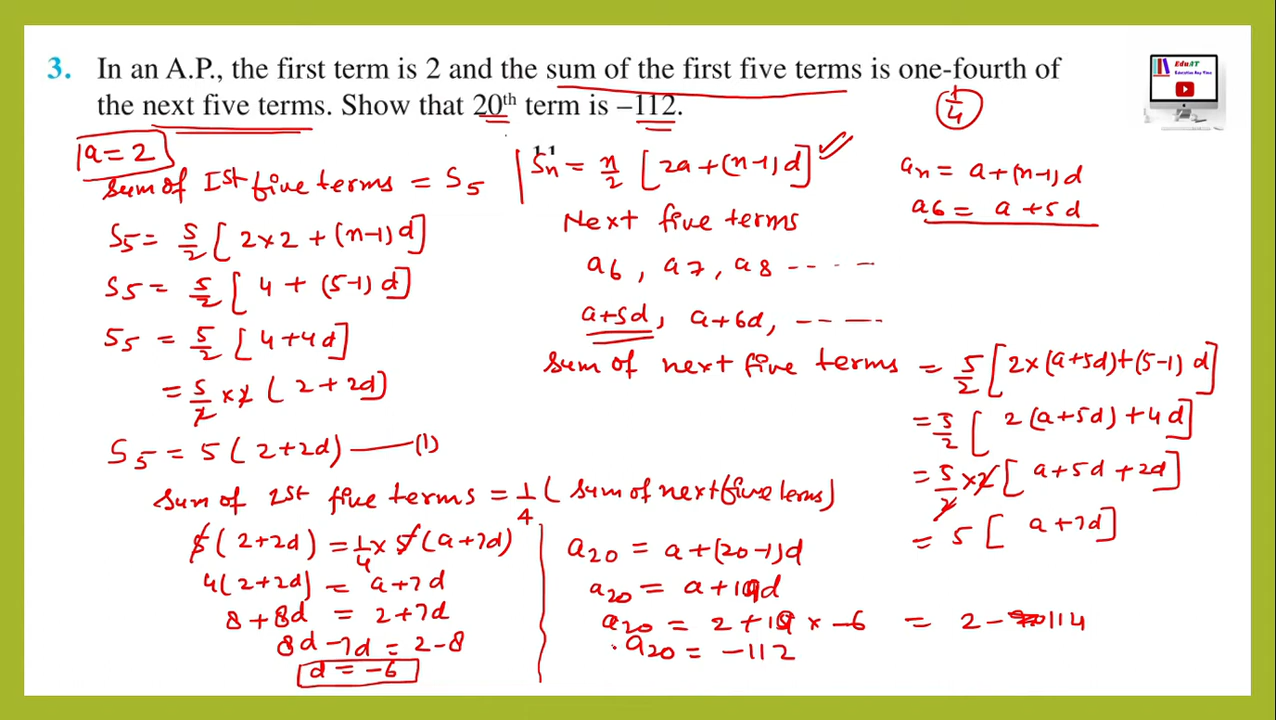 3. In an A.P., the first term is 2 and the sum of the first five terms is one-fourth of
the next five terms. Show that 20th term is –112.
EduAT
Education Any Time
1/4
a = 2
Sum of Ist five terms = S5
S5 = 5/2 [ 2×2 + (n-1)d ]
S5 = 5/2 [ 4 + (5-1)d ]
S5 = 5/2 [ 4+4d ]
= 5/2 ×2 ( 2+2d )
S5 = 5 ( 2+2d ) — (1)
Sn = n/2 [ 2a+(n-1)d ] ✓
Next five terms
a6, a7, a8 - - - - -
a+5d, a+6d, - - - - -
an = a+(n-1)d
a6 = a+5d
Sum of next five terms = 5/2 [ 2×(a+5d)+(5-1)d ]
= 5/2 [ 2(a+5d)+4d ]
= 5/2 ×2 [ a+5d+2d ]
= 5 [ a+7d ]
Sum of 1st five terms = 1/4 ( Sum of next five terms )
5 ( 2+2d ) = 1/4 × 5 (a+7d)
4(2+2d) = a+7d
8+8d = 2+7d
8d-7d = 2-8
d = -6
a20 = a+(20-1)d
a20 = a+19d
a20 = 2+19 × -6 = 2-114
a20 = -112